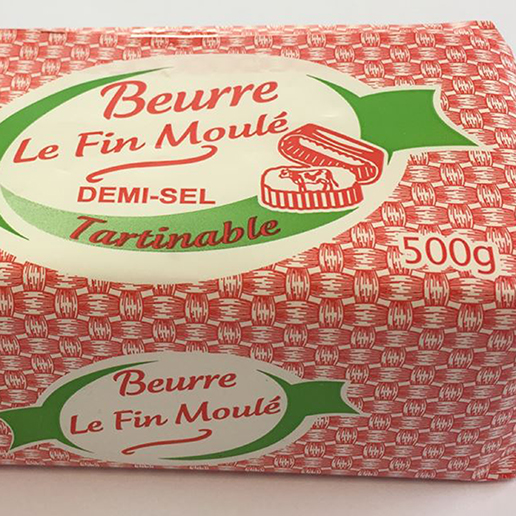 Beurre
Le Fin Moulé
DEMI-SEL
Tartinable
500g
Beurre
Le Fin Moulé